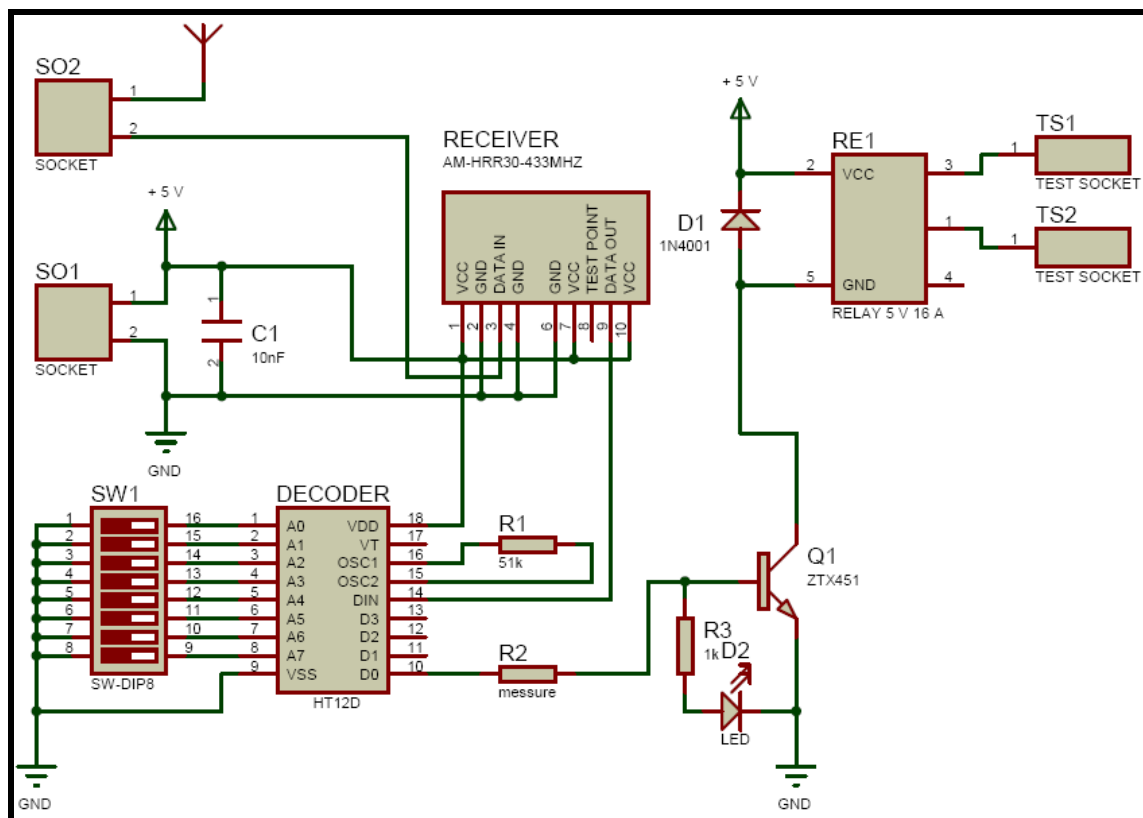 SO2
1
2
SOCKET
+ 5 V
SO1
1
2
SOCKET
1
C1
10nF
2
GND
RECEIVER
AM-HRR30-433MHZ
VCC
GND
DATA IN
GND
GND
VCC
TEST POINT
DATA OUT
VCC
1
2
3
4
6
7
8
9
10
+ 5 V
D1
1N4001
RE1
2
VCC
3
1
5
GND
4
RELAY 5 V 16 A
TS1
1
TEST SOCKET
TS2
1
TEST SOCKET
SW1
1 16
2 15
3 14
4 13
5 12
6 11
7 10
8 9
SW-DIP8
GND
DECODER
1 A0 VDD 18
2 A1 VT 17
3 A2 OSC1 16
4 A3 OSC2 15
5 A4 DIN 14
6 A5 D3 13
7 A6 D2 12
8 A7 D1 11
9 VSS D0 10
HT12D
R1
51k
R2
messure
R3
1k
D2
LED
Q1
ZTX451
GND